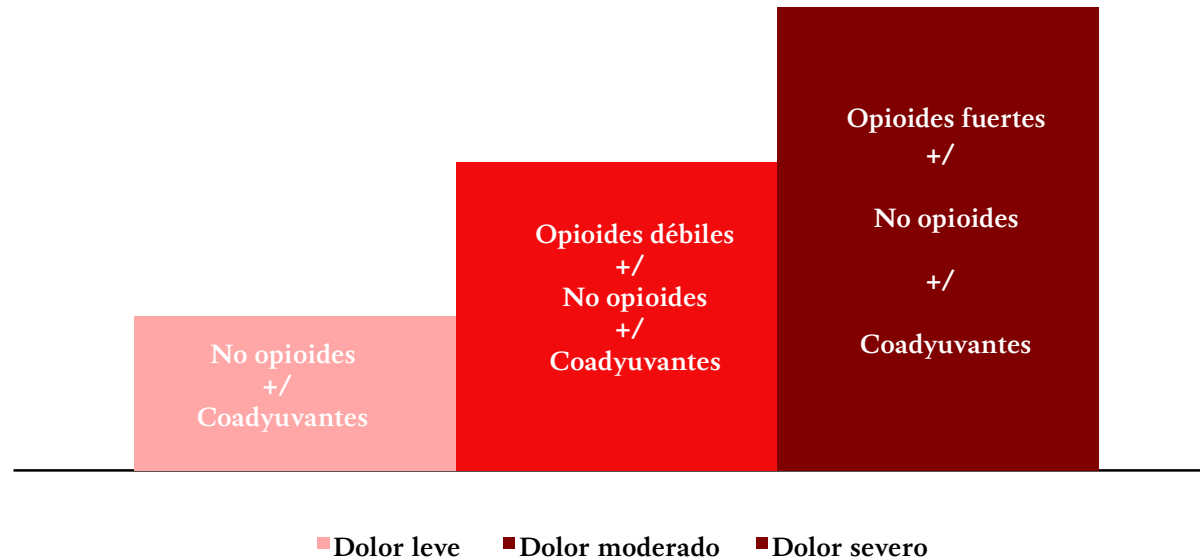 No opioides
+/
Coadyuvantes
Opioides débiles
+/
No opioides
+/
Coadyuvantes
Opioides fuertes
+/
No opioides
+/
Coadyuvantes
Dolor leve Dolor moderado Dolor severo